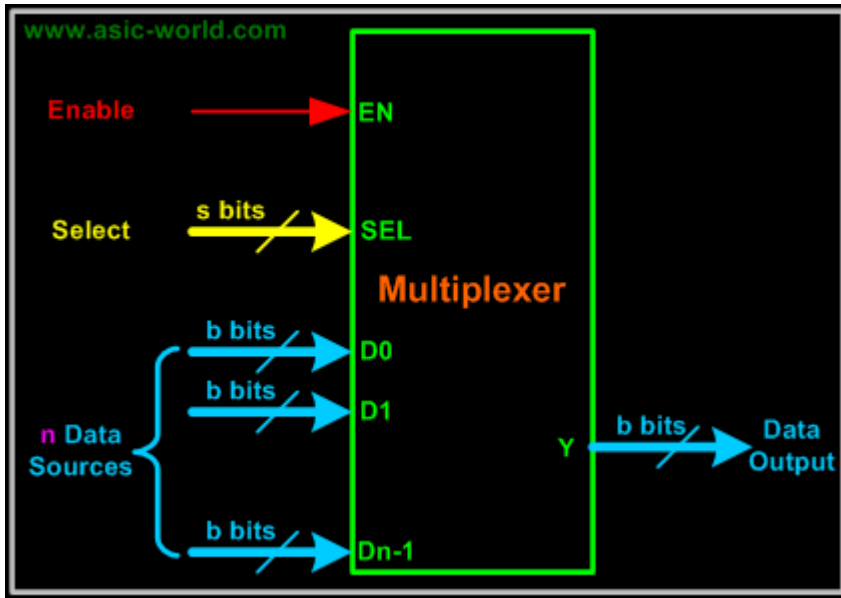 www.asic-world.com
Enable
EN
s bits
Select
SEL
Multiplexer
b bits
D0
b bits
D1
n Data
Sources
b bits
Dn-1
Y
b bits
Data
Output